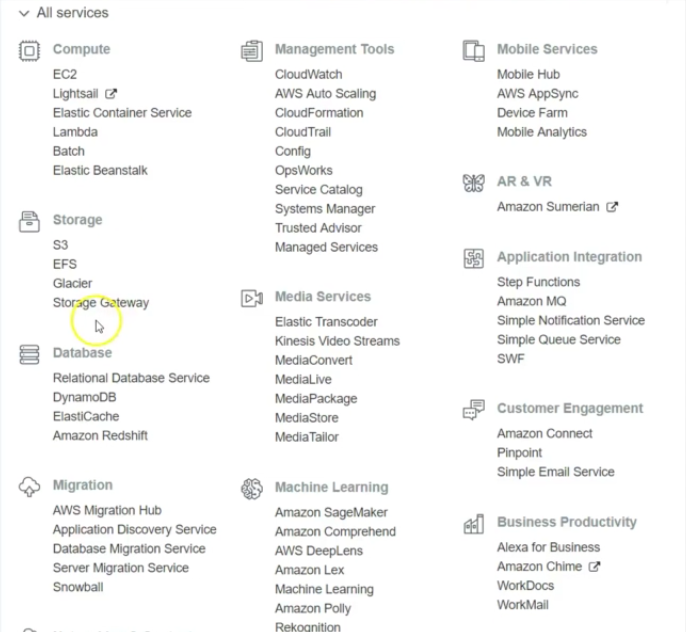 All services
Compute
EC2
Lightsail
Elastic Container Service
Lambda
Batch
Elastic Beanstalk
Storage
S3
EFS
Glacier
Storage Gateway
Database
Relational Database Service
DynamoDB
ElastiCache
Amazon Redshift
Migration
AWS Migration Hub
Application Discovery Service
Database Migration Service
Server Migration Service
Snowball
Management Tools
CloudWatch
AWS Auto Scaling
CloudFormation
CloudTrail
Config
OpsWorks
Service Catalog
Systems Manager
Trusted Advisor
Managed Services
Media Services
Elastic Transcoder
Kinesis Video Streams
MediaConvert
MediaLive
MediaPackage
MediaStore
MediaTailor
Machine Learning
Amazon SageMaker
Amazon Comprehend
AWS DeepLens
Amazon Lex
Machine Learning
Amazon Polly
Rekognition
Mobile Services
Mobile Hub
AWS AppSync
Device Farm
Mobile Analytics
AR & VR
Amazon Sumerian
Application Integration
Step Functions
Amazon MQ
Simple Notification Service
Simple Queue Service
SWF
Customer Engagement
Amazon Connect
Pinpoint
Simple Email Service
Business Productivity
Alexa for Business
Amazon Chime
WorkDocs
WorkMail